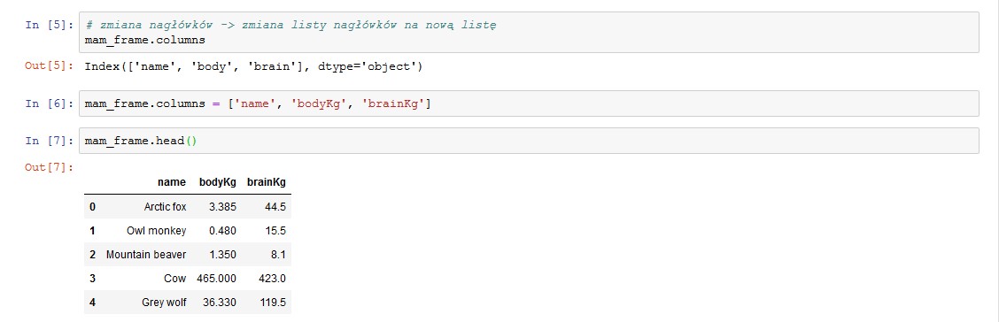 In [5]: # zmiana nagłówków -> zmiana listy nagłówków na nową listę
mam_frame.columns
Out[5]: Index(['name', 'body', 'brain'], dtype='object')
In [6]: mam_frame.columns = ['name', 'bodyKg', 'brainKg']
In [7]: mam_frame.head()
Out[7]:
name bodyKg brainKg
0 Arctic fox 3.385 44.5
1 Owl monkey 0.480 15.5
2 Mountain beaver 1.350 8.1
3 Cow 465.000 423.0
4 Grey wolf 36.330 119.5